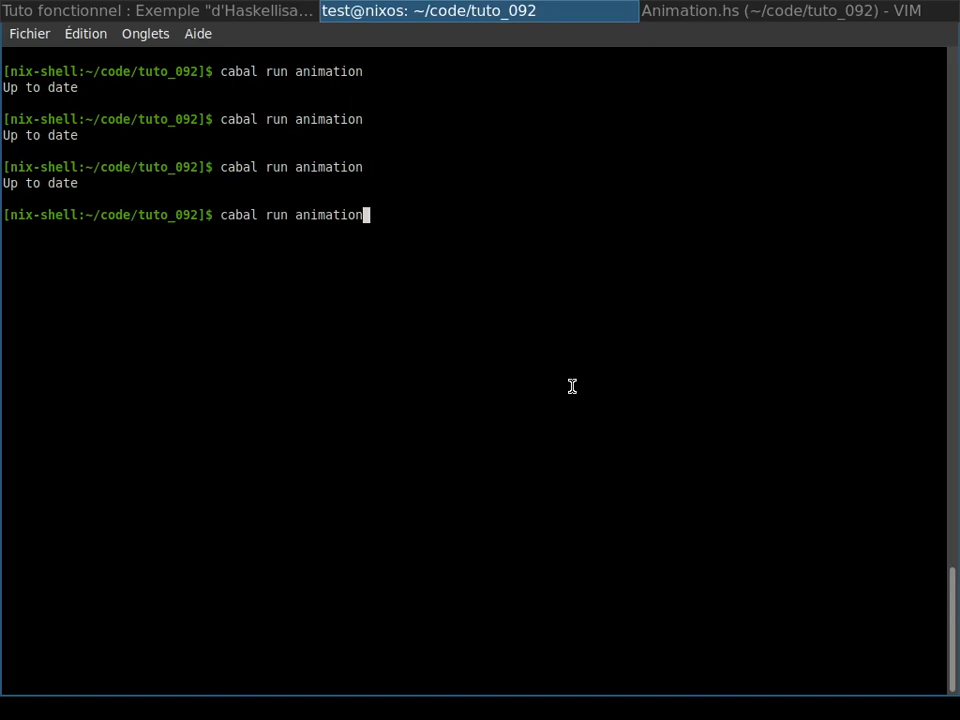 Tuto fonctionnel : Exemple "d'Haskellisa... test@nixos: ~/code/tuto_092 Animation.hs (~/code/tuto_092) - VIM
Fichier Édition Onglets Aide
[nix-shell:~/code/tuto_092]$ cabal run animation
Up to date
[nix-shell:~/code/tuto_092]$ cabal run animation
Up to date
[nix-shell:~/code/tuto_092]$ cabal run animation
Up to date
[nix-shell:~/code/tuto_092]$ cabal run animation